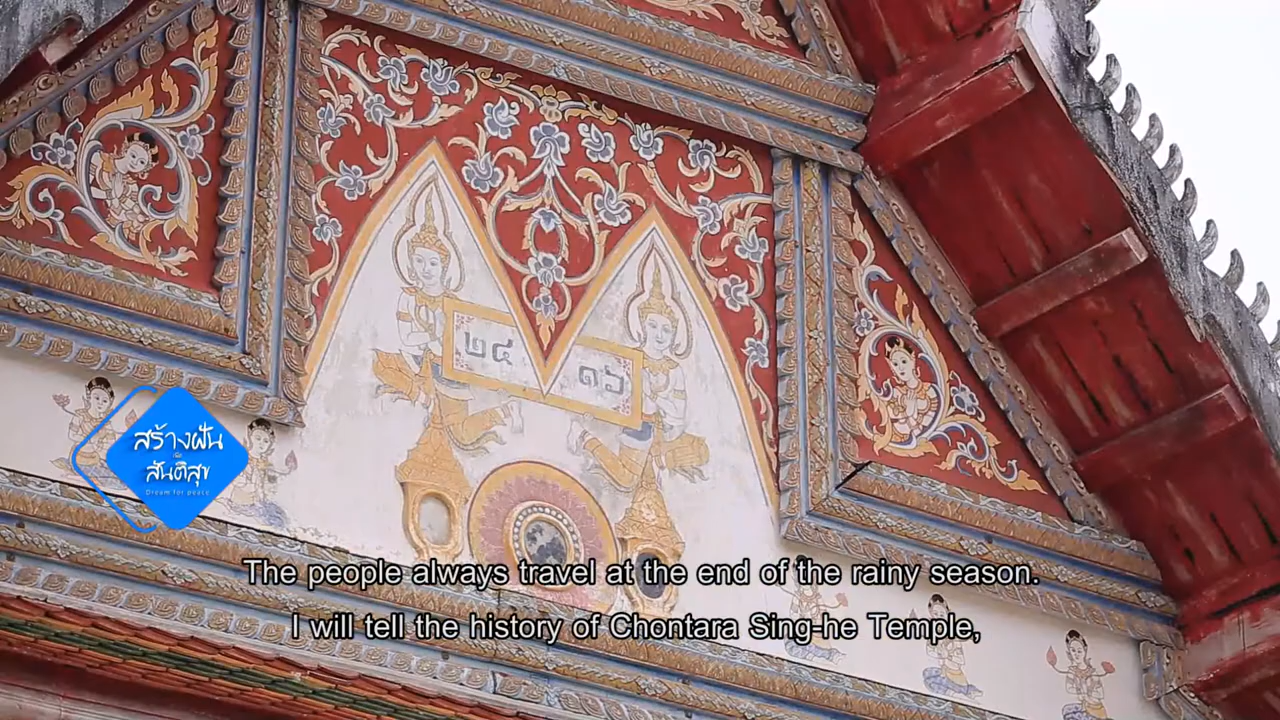 ๒๔
๑๖
สร้างฝัน
สันติสุข
Dream for peace
The people always travel at the end of the rainy season.
I will tell the history of Chontara Sing-he Temple,